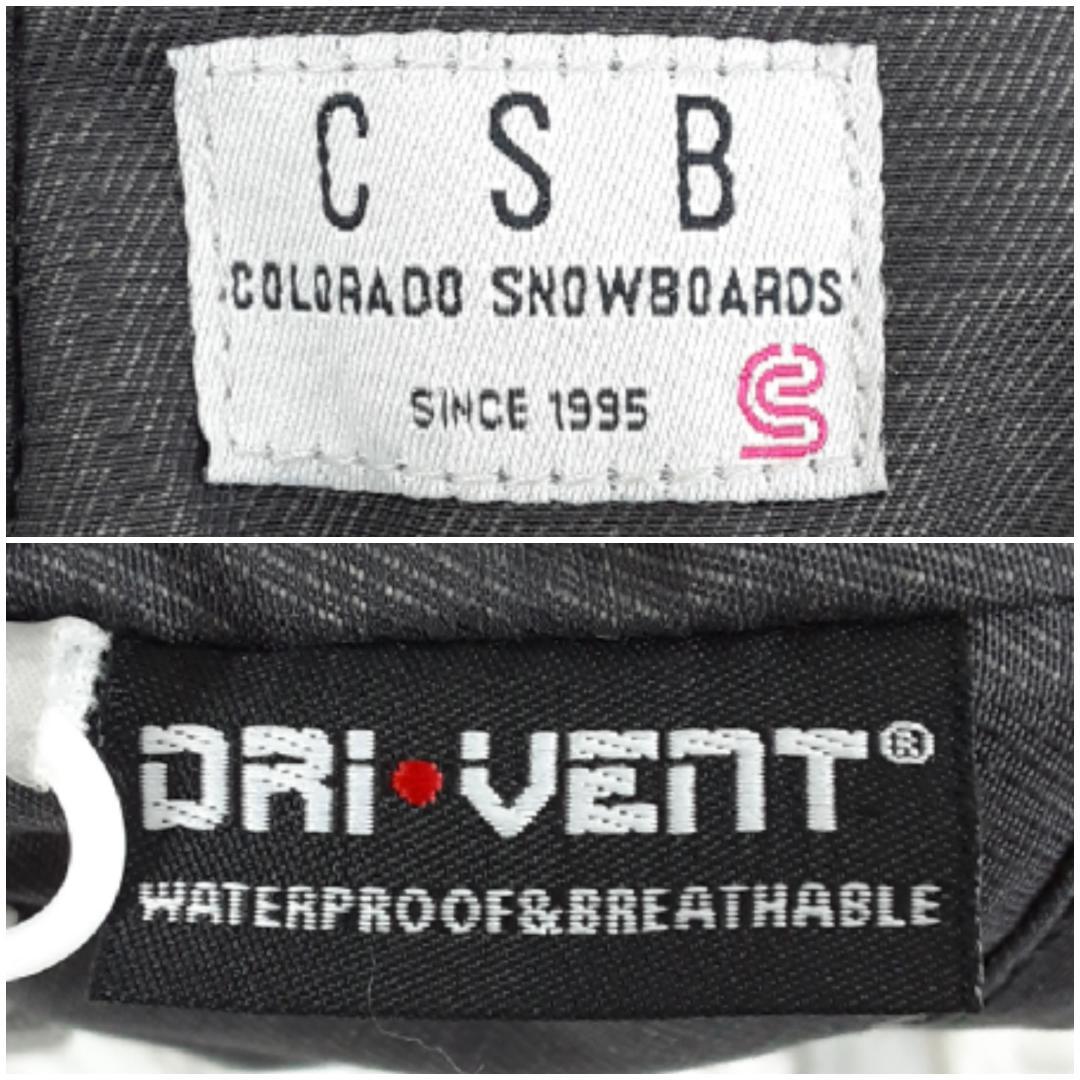 C S B
COLORADO SNOWBOARDS
SINCE 1995
DRI•VENT®
WATERPROOF&BREATHABLE